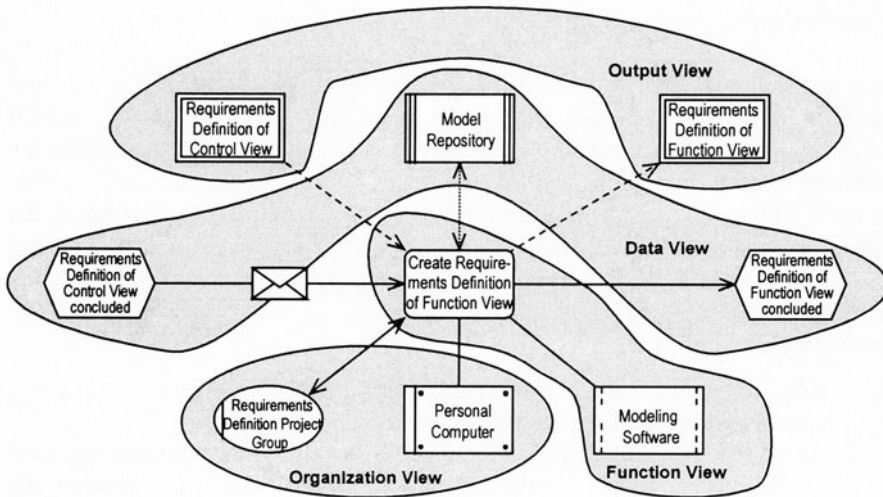 Output View
Requirements
Definition of
Control View
Model
Repository
Requirements
Definition of
Function View
Requirements
Definition of
Control View
concluded
Create Require-
ments Definition
of Function View
Data View
Requirements
Definition of
Function View
concluded
Requirements
Definition Project
Group
Personal
Computer
Modeling
Software
Organization View
Function View